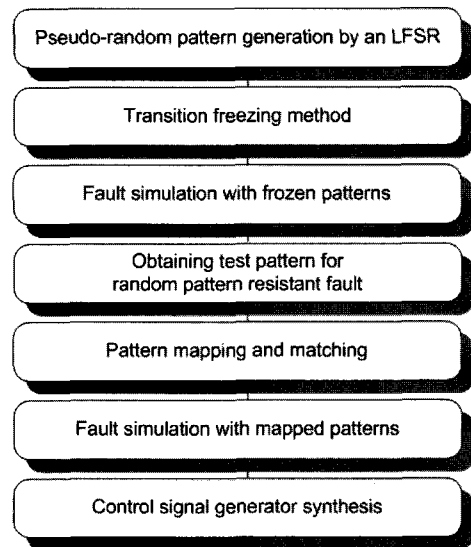 Pseudo-random pattern generation by an LFSR
Transition freezing method
Fault simulation with frozen patterns
Obtaining test pattern for
random pattern resistant fault
Pattern mapping and matching
Fault simulation with mapped patterns
Control signal generator synthesis